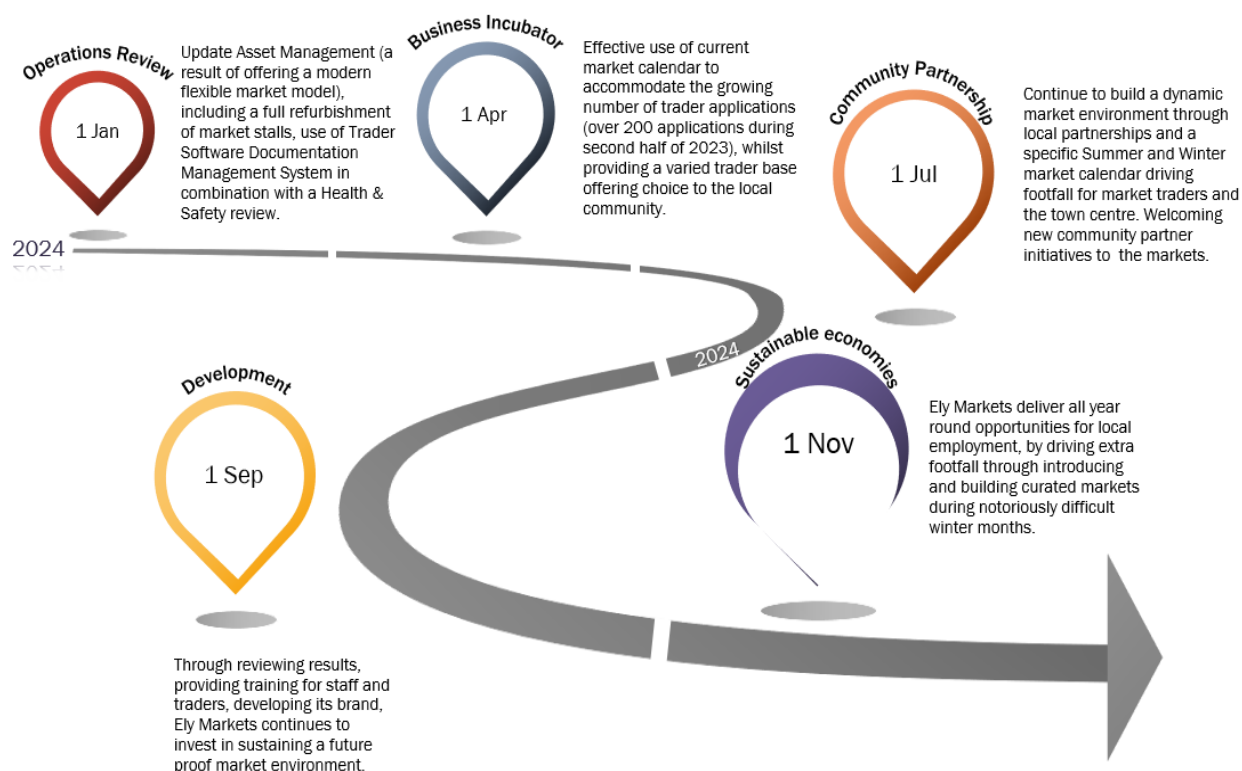 Operations Review
1 Jan
Update Asset Management (a
result of offering a modern
flexible market model),
including a full refurbishment
of market stalls, use of Trader
Software Documentation
Management System in
combination with a Health &
Safety review.
Business Incubator
1 Apr
Effective use of current
market calendar to
accommodate the growing
number of trader applications
(over 200 applications during
second half of 2023), whilst
providing a varied trader base
offering choice to the local
community.
Community Partnership
1 Jul
Continue to build a dynamic
market environment through
local partnerships and a
specific Summer and Winter
market calendar driving
footfall for market traders and
the town centre. Welcoming
new community partner
initiatives to  the markets.
2024
2024
Development
1 Sep
Through reviewing results,
providing training for staff and
traders, developing its brand,
Ely Markets continues to
invest in sustaining a future
proof market environment.
Sustainable economies
1 Nov
Ely Markets deliver all year
round opportunities for local
employment, by driving extra
footfall through introducing
and building curated markets
during notoriously difficult
winter months.